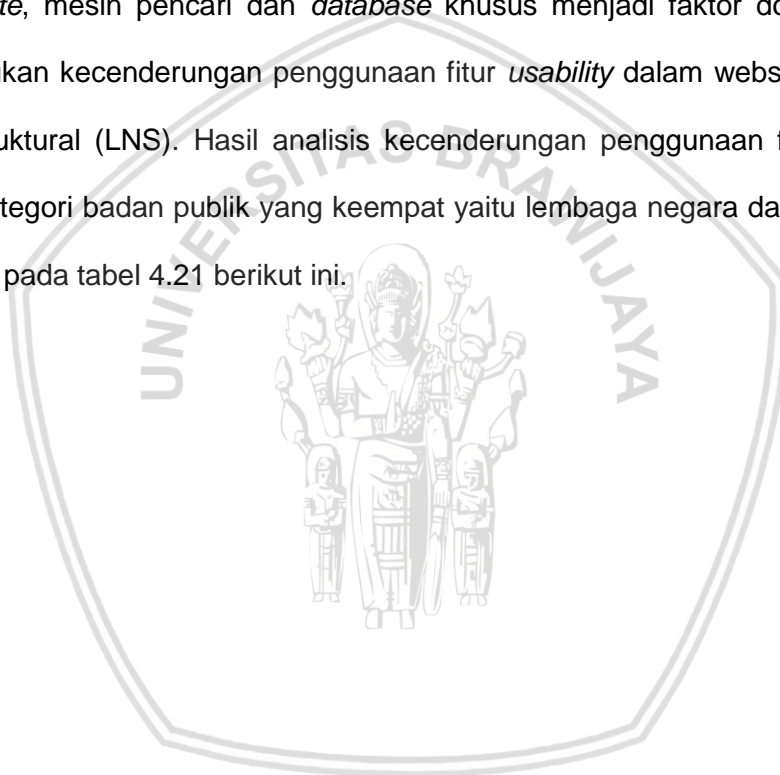 te, mesin pencari dan database khusus menjadi faktor do
ukan kecenderungan penggunaan fitur usability dalam webs
uktural (LNS). Hasil analisis kecenderungan penggunaan f
tegori badan publik yang keempat yaitu lembaga negara da
pada tabel 4.21 berikut ini.
UNIVERSITAS BRAWIJAYA